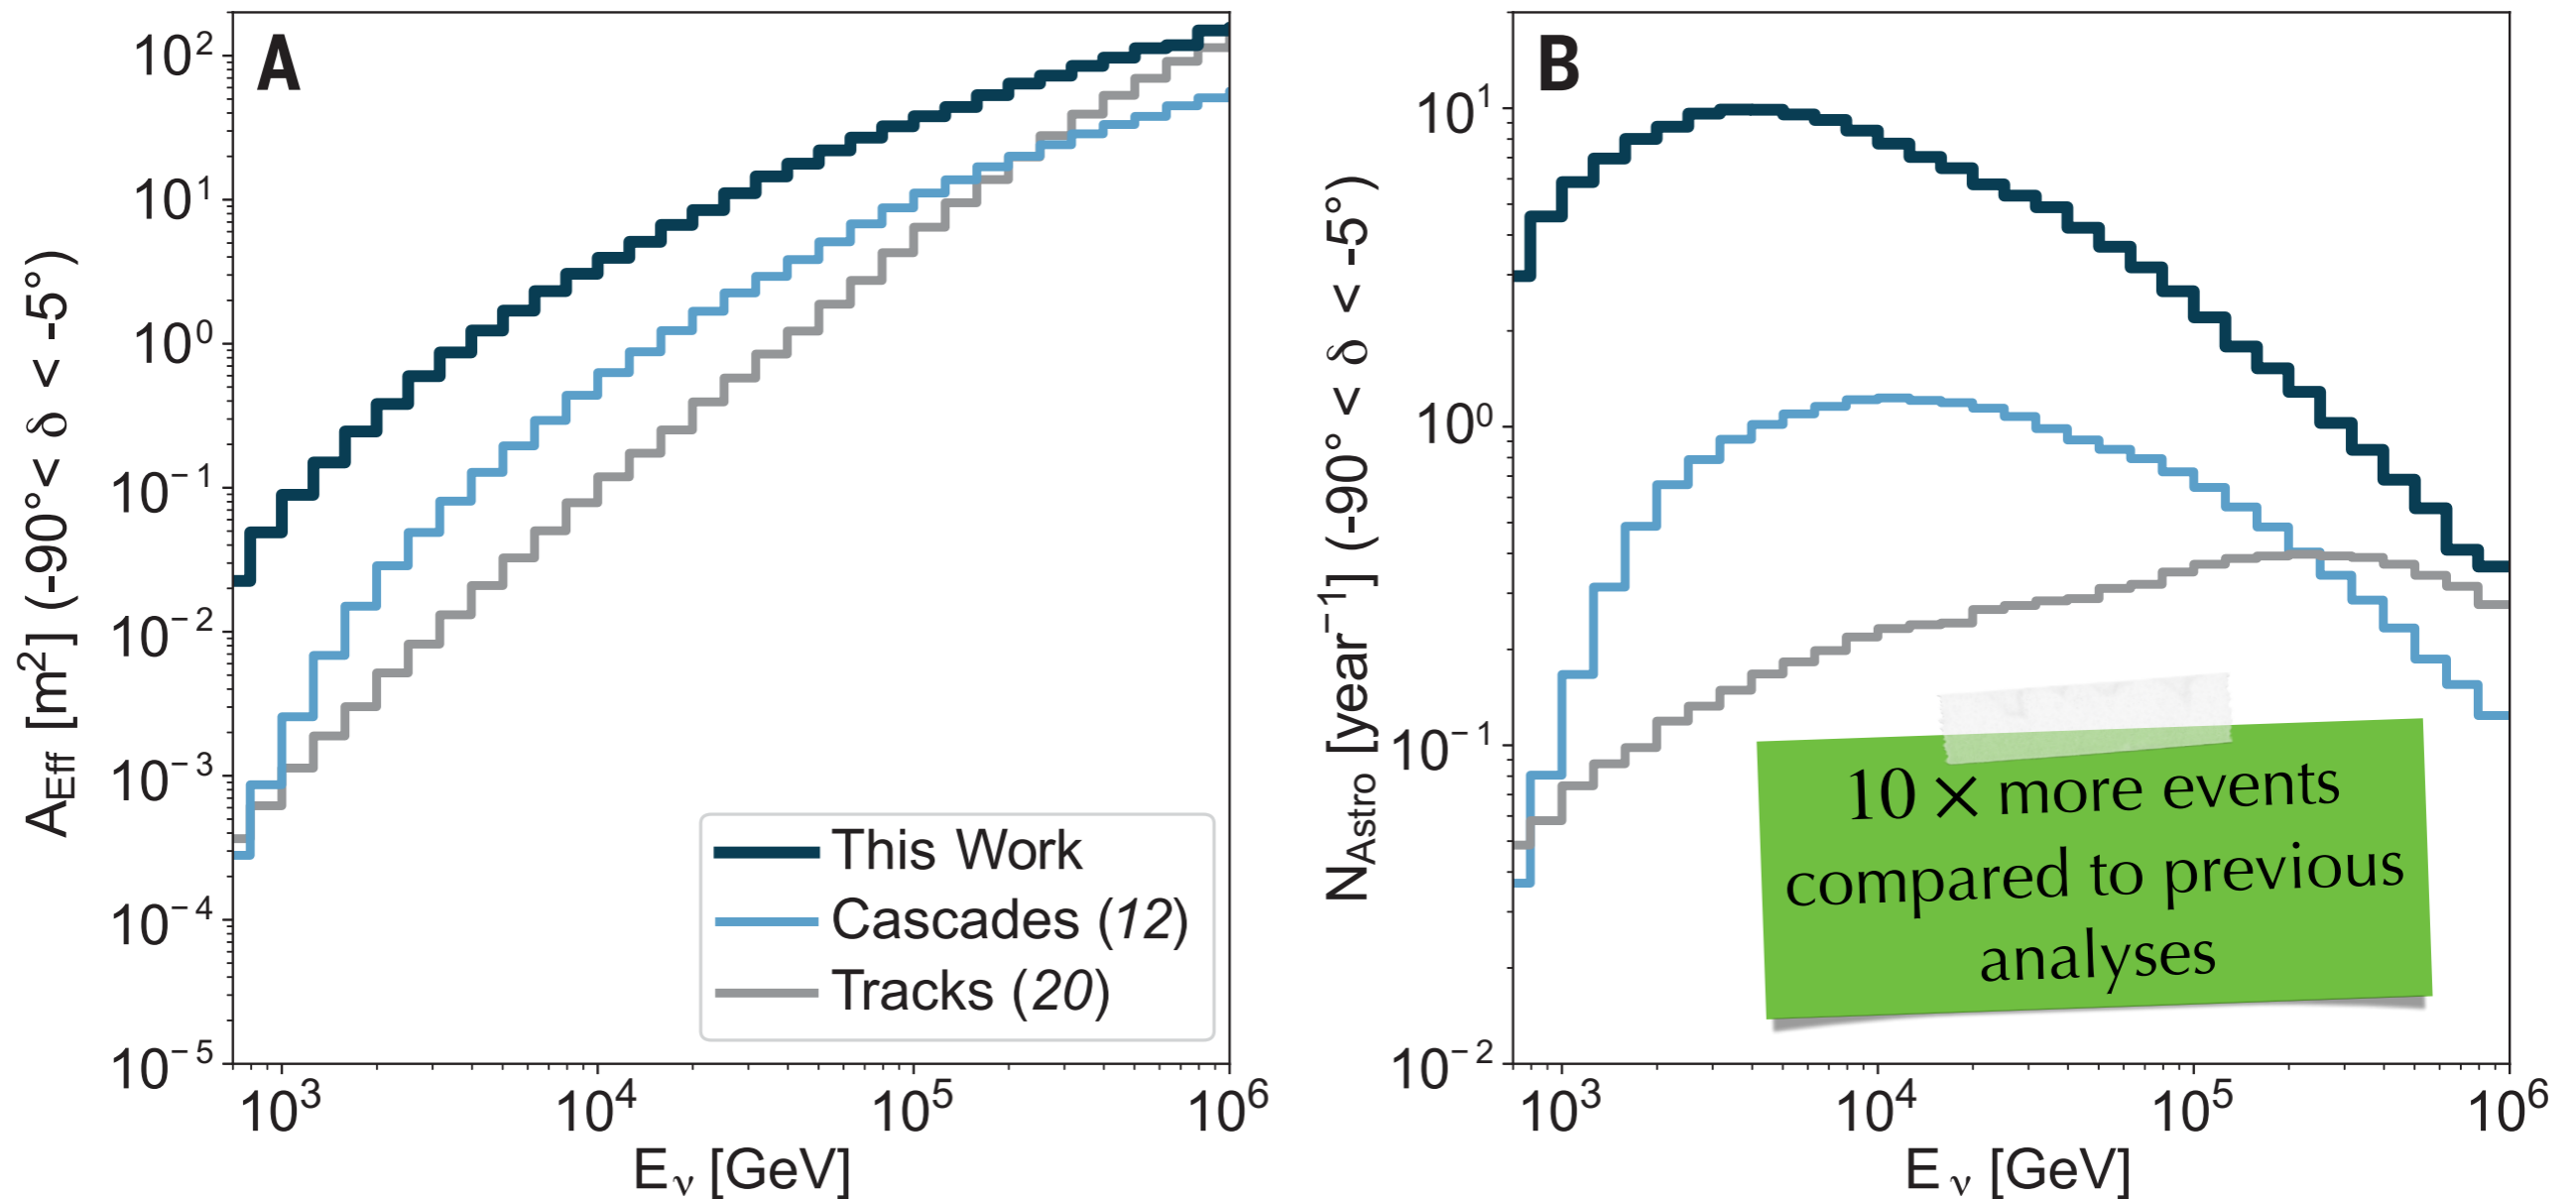 A
A_Eff [m²] (-90°< δ < -5°)
10²
10¹
10⁰
10⁻¹
10⁻²
10⁻³
10⁻⁴
10⁻⁵
This Work
Cascades (12)
Tracks (20)
10³ 10⁴ 10⁵ 10⁶
E_ν [GeV]
B
N_Astro [year⁻¹] (-90° < δ < -5°)
10¹
10⁰
10⁻¹
10⁻²
10 × more events
compared to previous
analyses
10³ 10⁴ 10⁵ 10⁶
E_ν [GeV]